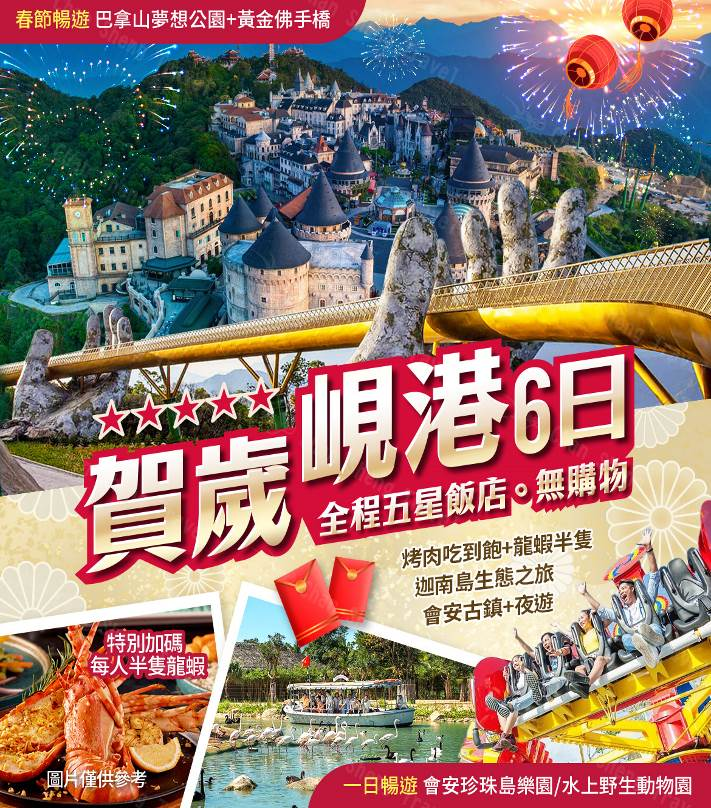 春節暢遊 巴拿山夢想公園+黃金佛手橋
賀歲 峴港6日
全程五星飯店。無購物
烤肉吃到飽+龍蝦半隻
迦南島生態之旅
會安古鎮+夜遊
特別加碼
每人半隻龍蝦
圖片僅供參考
一日暢遊 會安珍珠島樂園/水上野生動物園